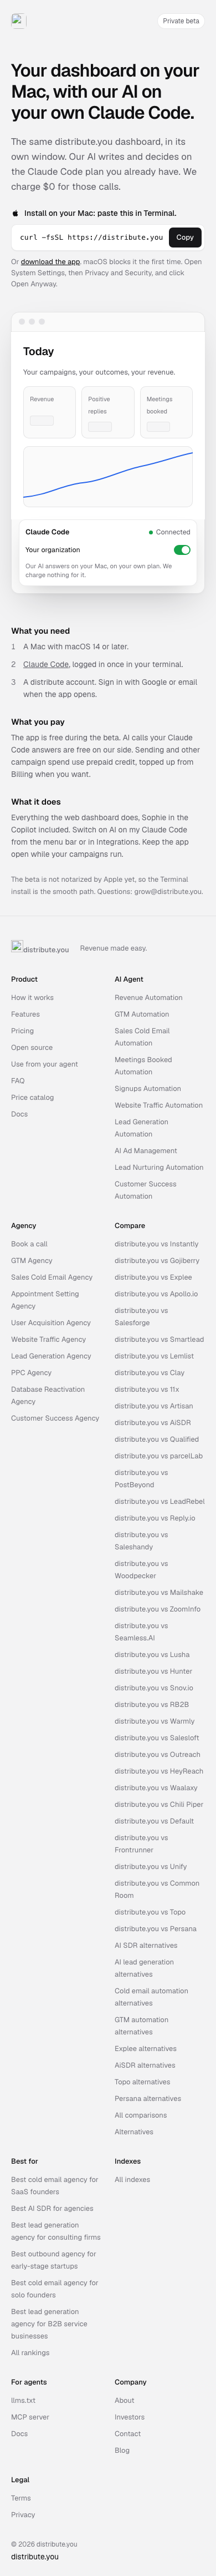 Private beta
Your dashboard on your
Mac, with AI on
your own Claude Code.
The same distribute.you dashboard, in its
own window. Our AI writes and decides on
the Claude Code plan you already have. We
charge $0 for those calls.
Install on your Mac: paste this in Terminal.
curl -fsSL https://distribute.you
Copy
Or download the app. macOS blocks it the first time. Open
System Settings, then Privacy and Security, and click
Open Anyway.
Today
Your campaigns, your outcomes, your revenue.
Revenue
Positive
replies
Meetings
booked
Claude Code
Connected
Your organization
Our AI answers on your Mac, on your own plan. We
charge nothing for it.
What you need
1 A Mac with macOS 14 or later.
2 Claude Code, logged in once in your terminal.
3 A distribute account. Sign in with Google or email
when the app opens.
What you pay
The app is free during the beta. AI calls your Claude
Code answers are free on our side. Sending and other
campaign spend use prepaid credit, topped up from
Billing when you want.
What it does
Everything the web dashboard does, Sophie in the
Copilot included. Switch on AI on my Claude Code
from the menu bar or in Integrations. Keep the app
open while your campaigns run.
The beta is not notarized by Apple yet, so the Terminal
install is the smooth path. Questions: grow@distribute.you.
distribute.you
Revenue made easy.
Product
How it works
Features
Pricing
Open source
Use from your agent
FAQ
Price catalog
Docs
AI Agent
Revenue Automation
GTM Automation
Sales Cold Email
Automation
Meetings Booked
Automation
Signups Automation
Website Traffic Automation
Lead Generation
Automation
AI Ad Management
Lead Nurturing Automation
Customer Success
Automation
Agency
Book a call
GTM Agency
Sales Cold Email Agency
Appointment Setting
Agency
User Acquisition Agency
Website Traffic Agency
Lead Generation Agency
PPC Agency
Database Reactivation
Agency
Customer Success Agency
Compare
distribute.you vs Instantly
distribute.you vs Gojiberry
distribute.you vs Explee
distribute.you vs Apollo.io
distribute.you vs
Salesforge
distribute.you vs Smartlead
distribute.you vs Lemlist
distribute.you vs Clay
distribute.you vs 11x
distribute.you vs Artisan
distribute.you vs AiSDR
distribute.you vs Qualified
distribute.you vs parcelLab
distribute.you vs
PostBeyond
distribute.you vs LeadRebel
distribute.you vs Reply.io
distribute.you vs
Saleshandy
distribute.you vs
Woodpecker
distribute.you vs Mailshake
distribute.you vs ZoomInfo
distribute.you vs
Seamless.AI
distribute.you vs Lusha
distribute.you vs Hunter
distribute.you vs Snov.io
distribute.you vs RB2B
distribute.you vs Warmly
distribute.you vs Salesloft
distribute.you vs Outreach
distribute.you vs HeyReach
distribute.you vs Waalaxy
distribute.you vs Chili Piper
distribute.you vs Default
distribute.you vs
Frontrunner
distribute.you vs Unify
distribute.you vs Common
Room
distribute.you vs Topo
distribute.you vs Persana
AI SDR alternatives
AI lead generation
alternatives
Cold email automation
alternatives
GTM automation
alternatives
Explee alternatives
AiSDR alternatives
Topo alternatives
Persana alternatives
All comparisons
Alternatives
Best for
Best cold email agency for
SaaS founders
Best AI SDR for agencies
Best lead generation
agency for consulting firms
Best outbound agency for
early-stage startups
Best cold email agency for
solo founders
Best lead generation
agency for B2B service
businesses
All rankings
Indexes
All indexes
For agents
llms.txt
MCP server
Docs
Company
About
Investors
Contact
Blog
Legal
Terms
Privacy
© 2026 distribute.you
distribute.you